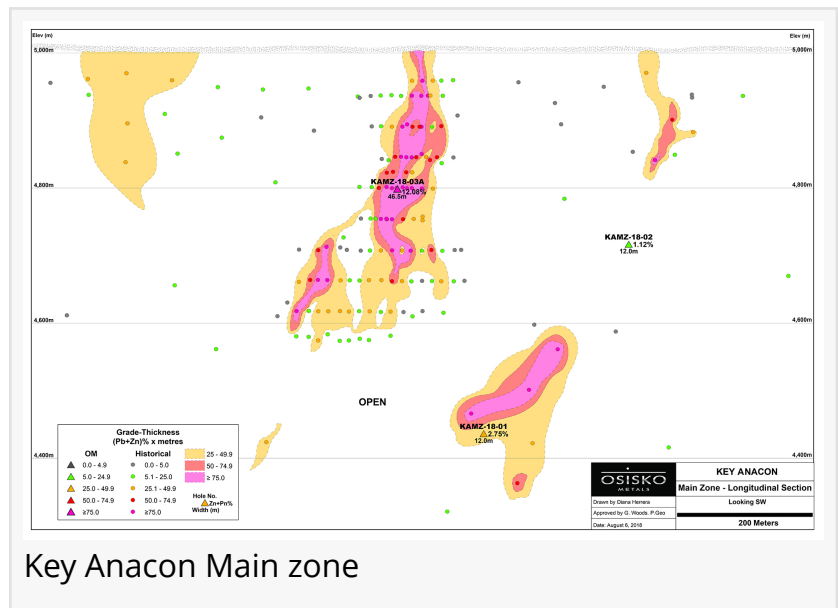 Elev (m)
Elev (m)
5,000m
5,000m
KAMZ-18-03A
12.08%
46.5m
4,800m
4,800m
KAMZ-18-02
1.12%
12.0m
4,600m
4,600m
OPEN
KAMZ-18-01
2.75%
12.0m
4,400m
4,400m
Grade-Thickness
(Pb+Zn)% x metres
OM
Historical
0.0 - 4.9
0.0 - 5.0
25 - 49.9
5.0 - 24.9
5.1 - 25.0
50 - 74.9
25.0 - 49.9
25.1 - 49.9
≥ 75.0
50.0 - 74.9
50.0 - 74.9
Hole No.
Zn+Pn%
≥75.0
≥75.0
Width (m)
OSISKO
METALS
Drawn by Diana Herrera
Approved by G. Woods. P.Geo
Date: August 6, 2018
KEY ANACON
Main Zone - Longitudinal Section
Looking SW
200 Meters
Key Anacon Main zone